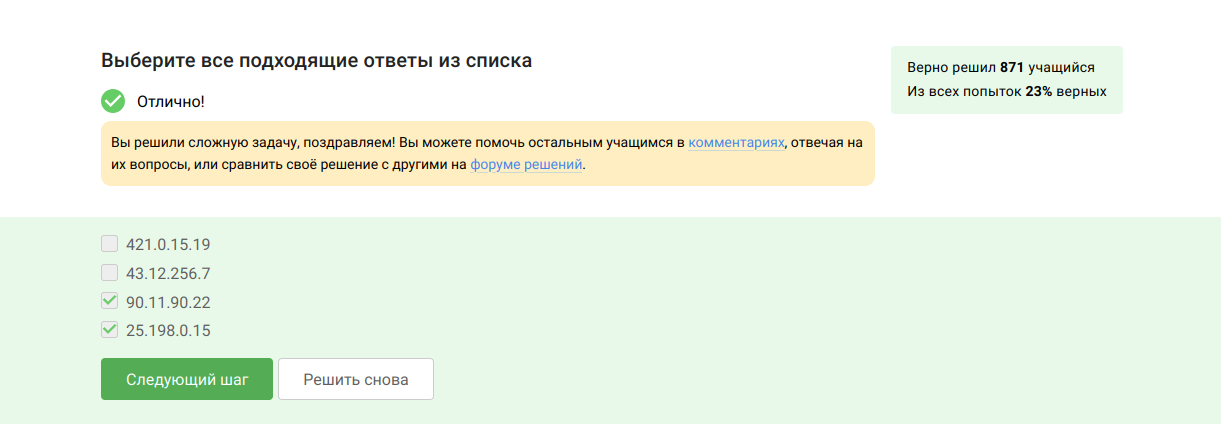 Выберите все подходящие ответы из списка
Верно решил 871 учащийся
Из всех попыток 23% верных
Отлично!
Вы решили сложную задачу, поздравляем! Вы можете помочь остальным учащимся в комментариях, отвечая на
их вопросы, или сравнить своё решение с другими на форуме решений.
421.0.15.19
43.12.256.7
90.11.90.22
25.198.0.15
Следующий шаг
Решить снова